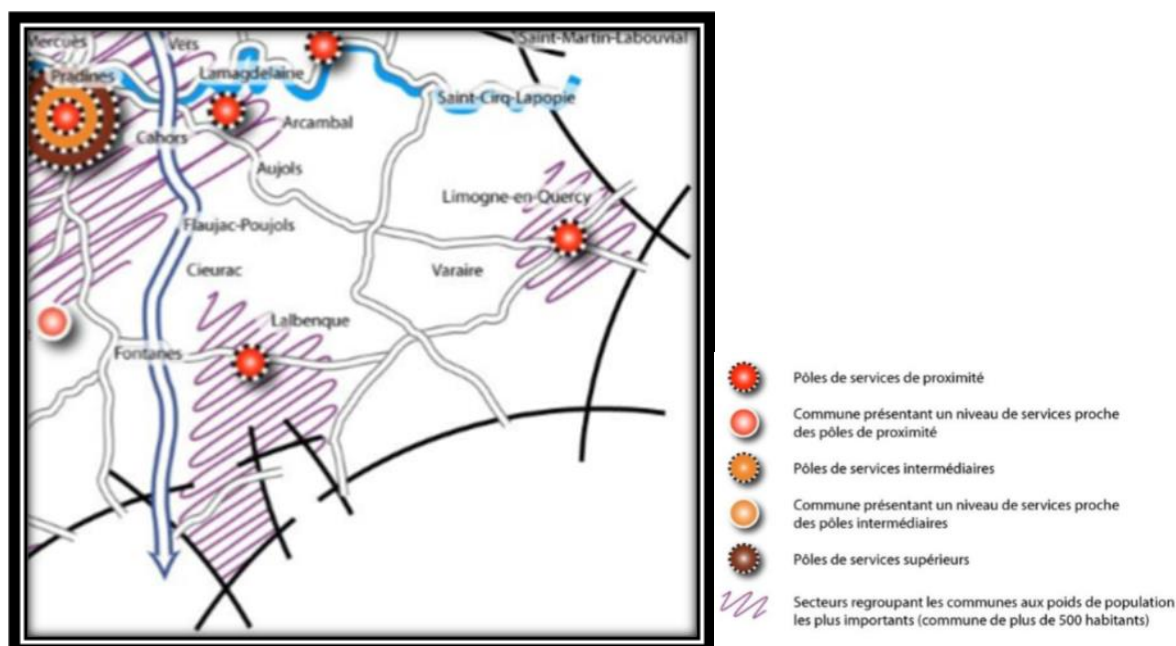 Mercuès
Vers
Saint-Martin-Labouvial
Pradines
Lamagdelaine
Saint-Cirq-Lapopie
Arcambal
Cahors
Aujols
Limogne-en-Quercy
Flaujac-Poujols
Cieurac
Varaire
Lalbenque
Fontanes
Pôles de services de proximité
Commune présentant un niveau de services proche
des pôles de proximité
Pôles de services intermédiaires
Commune présentant un niveau de services proche
des pôles intermédiaires
Pôles de services supérieurs
Secteurs regroupant les communes aux poids de population
les plus importants (commune de plus de 500 habitants)